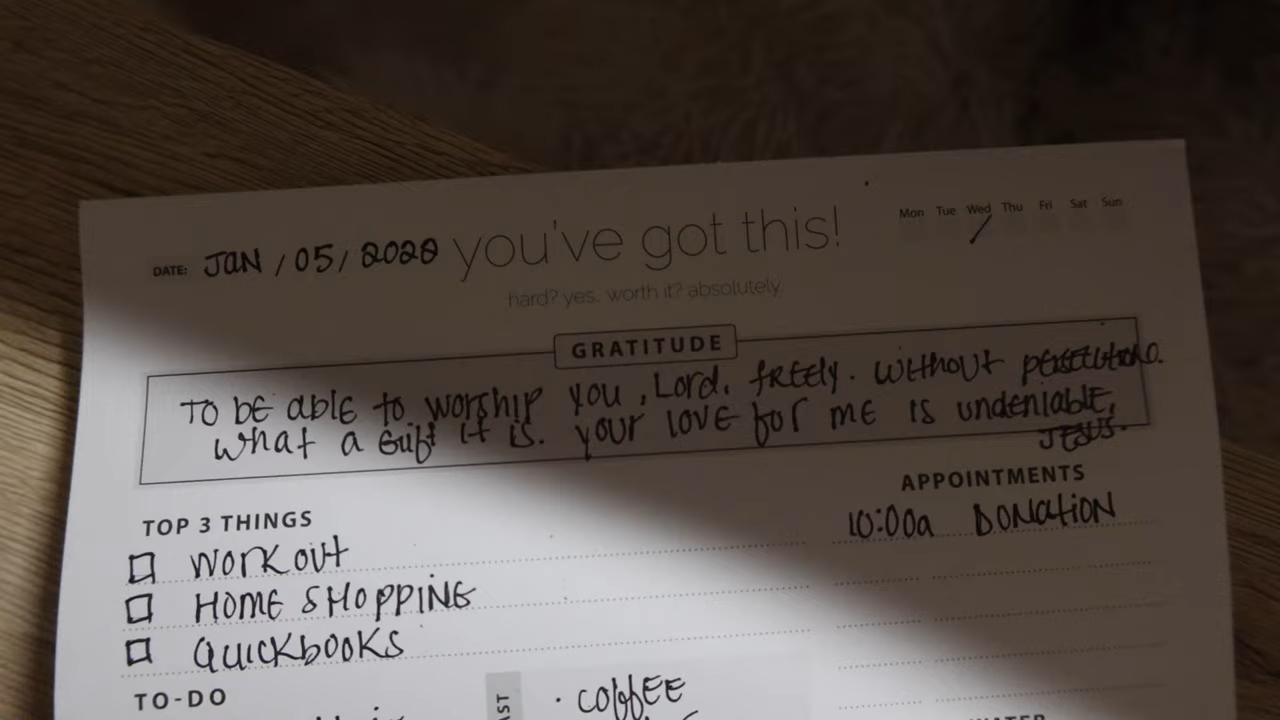 Mon Tue Wed Thu Fri Sat Sun
DATE: JAN / 05 / 2022 you've got this!
hard? yes. worth it? absolutely.
GRATITUDE
TO BE ABLE to worship you, Lord. freely. without persecution.
what a Gift it is. your LOVE for ME is undeniable,
JESUS.
APPOINTMENTS
10:00a DONATION
TOP 3 THINGS
WORKOUT
HOME SHOPPING
QUICKBOOKS
TO-DO
· COFFEE